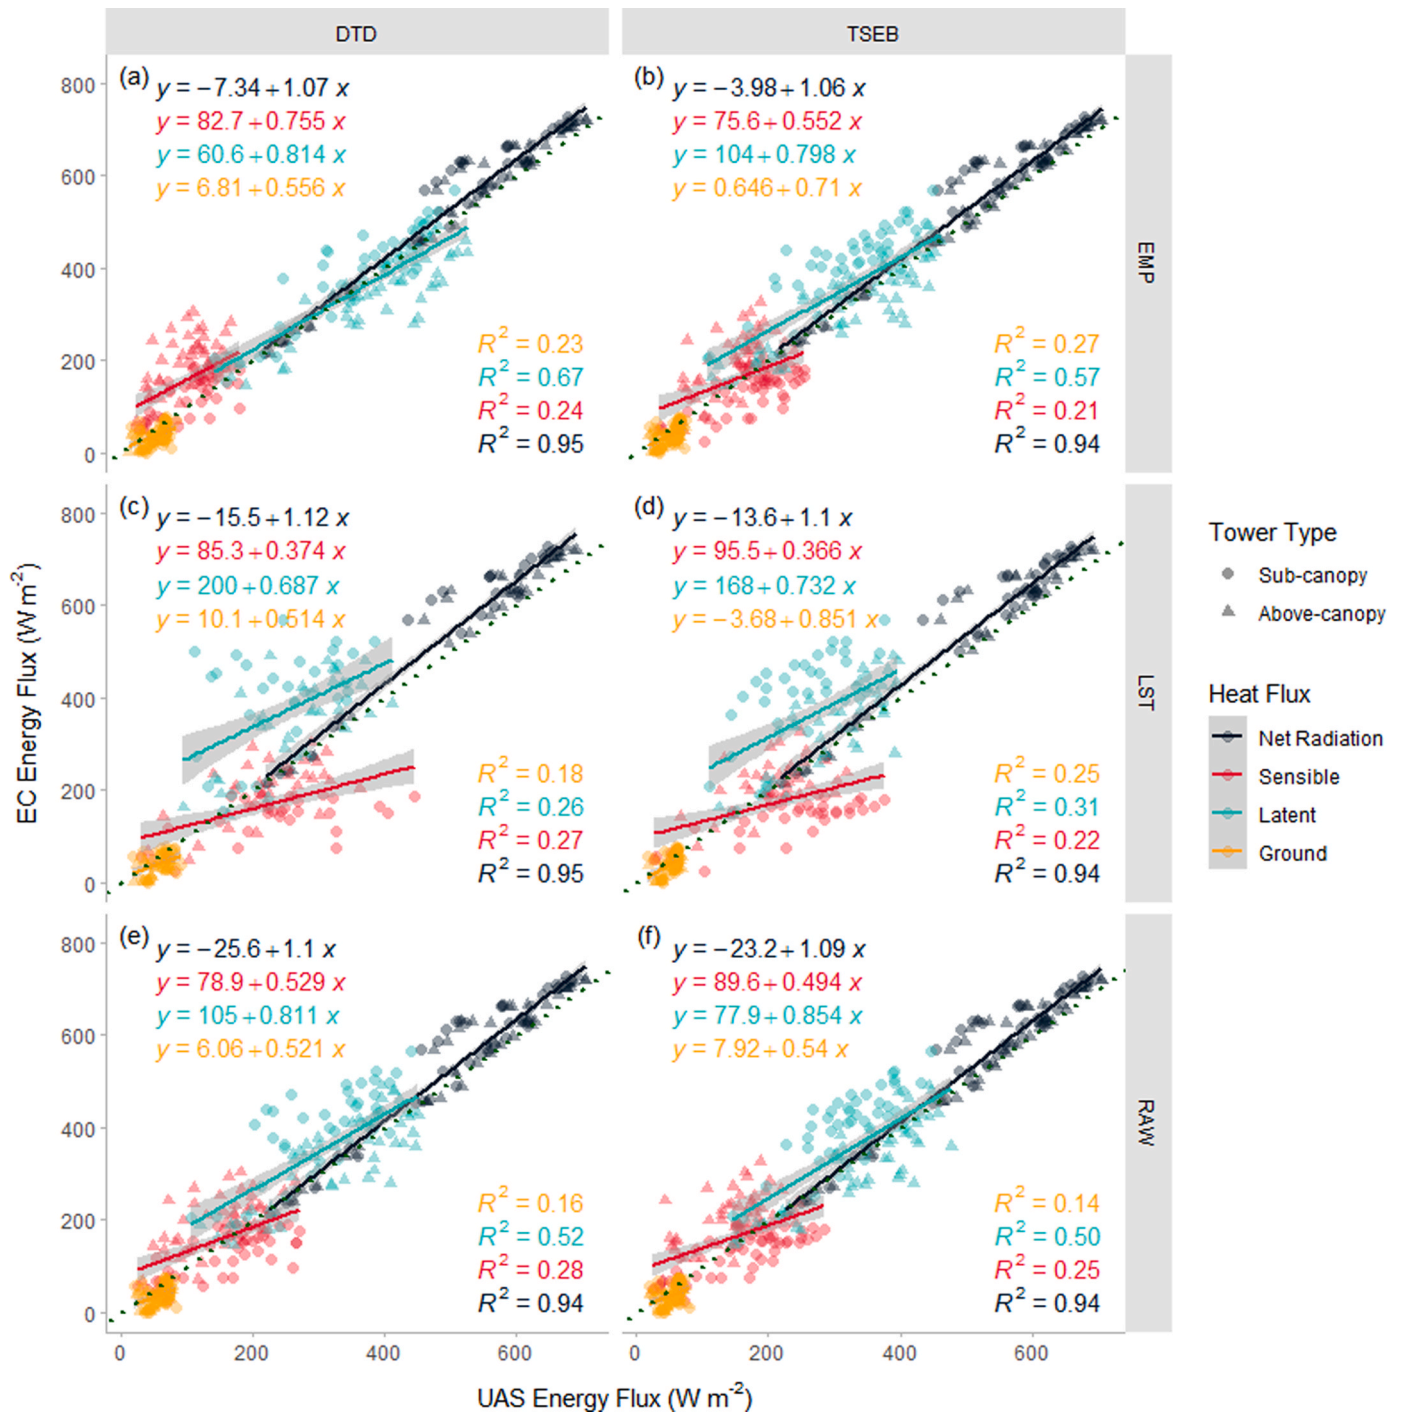 DTD
TSEB
(a)
y = −7.34+1.07 x
y = 82.7+0.755 x
y = 60.6+0.814 x
y = 6.81+0.556 x
R² = 0.23
R² = 0.67
R² = 0.24
R² = 0.95
(b)
y = −3.98+1.06 x
y = 75.6+0.552 x
y = 104+0.798 x
y = 0.646+0.71 x
R² = 0.27
R² = 0.57
R² = 0.21
R² = 0.94
EMP
800
600
400
200
0
(c)
y = −15.5+1.12 x
y = 85.3+0.374 x
y = 200+0.687 x
y = 10.1+0.514 x
R² = 0.18
R² = 0.26
R² = 0.27
R² = 0.95
(d)
y = −13.6+1.1 x
y = 95.5+0.366 x
y = 168+0.732 x
y = −3.68+0.851 x
R² = 0.25
R² = 0.31
R² = 0.22
R² = 0.94
LST
800
600
400
200
0
(e)
y = −25.6+1.1 x
y = 78.9+0.529 x
y = 105+0.811 x
y = 6.06+0.521 x
R² = 0.16
R² = 0.52
R² = 0.28
R² = 0.94
(f)
y = −23.2+1.09 x
y = 89.6+0.494 x
y = 77.9+0.854 x
y = 7.92+0.54 x
R² = 0.14
R² = 0.50
R² = 0.25
R² = 0.94
RAW
800
600
400
200
0
0 200 400 600
0 200 400 600
EC Energy Flux (W m⁻²)
UAS Energy Flux (W m⁻²)
Tower Type
Sub-canopy
Above-canopy
Heat Flux
Net Radiation
Sensible
Latent
Ground